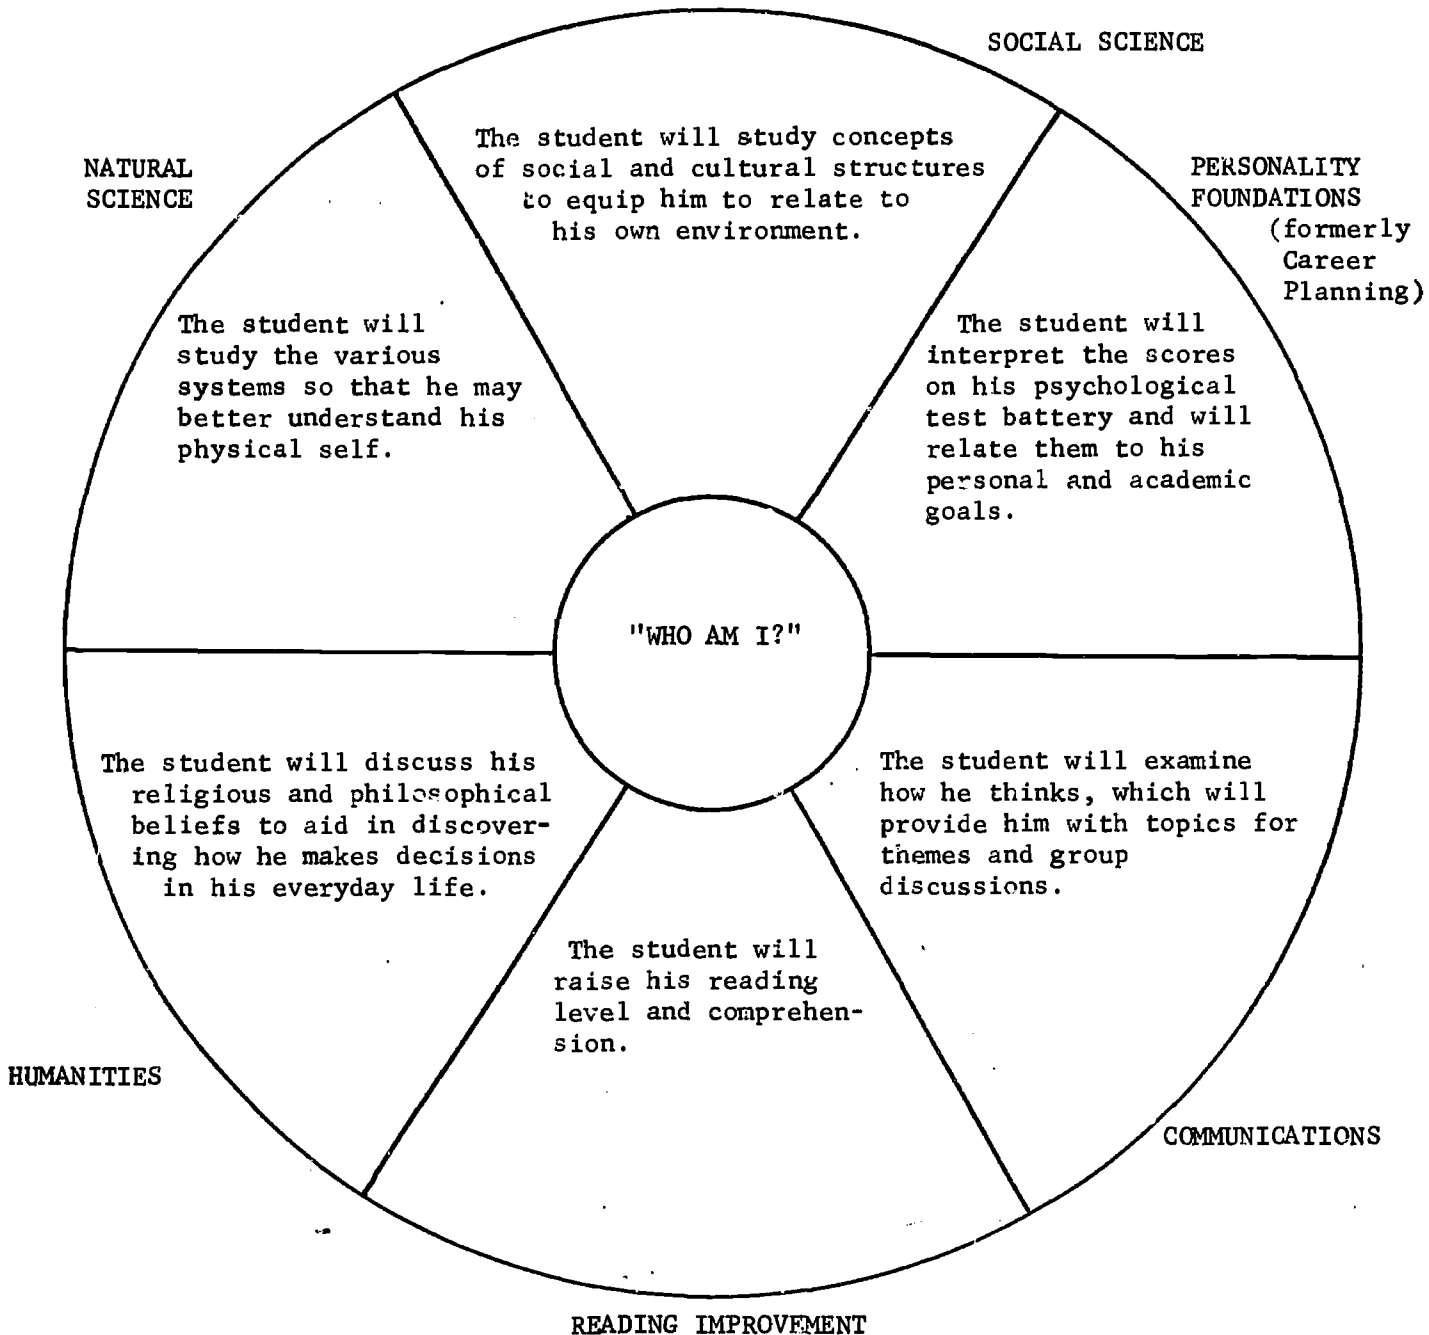 SOCIAL SCIENCE
The student will study concepts
of social and cultural structures
to equip him to relate to
his own environment.
PERSONALITY
FOUNDATIONS
(formerly
Career
Planning)
The student will
interpret the scores
on his psychological
test battery and will
relate them to his
personal and academic
goals.
NATURAL
SCIENCE
The student will
study the various
systems so that he may
better understand his
physical self.
"WHO AM I?"
The student will discuss his
religious and philosophical
beliefs to aid in discover-
ing how he makes decisions
in his everyday life.
HUMANITIES
The student will examine
how he thinks, which will
provide him with topics for
themes and group
discussions.
COMMUNICATIONS
The student will
raise his reading
level and comprehen-
sion.
READING IMPROVEMENT